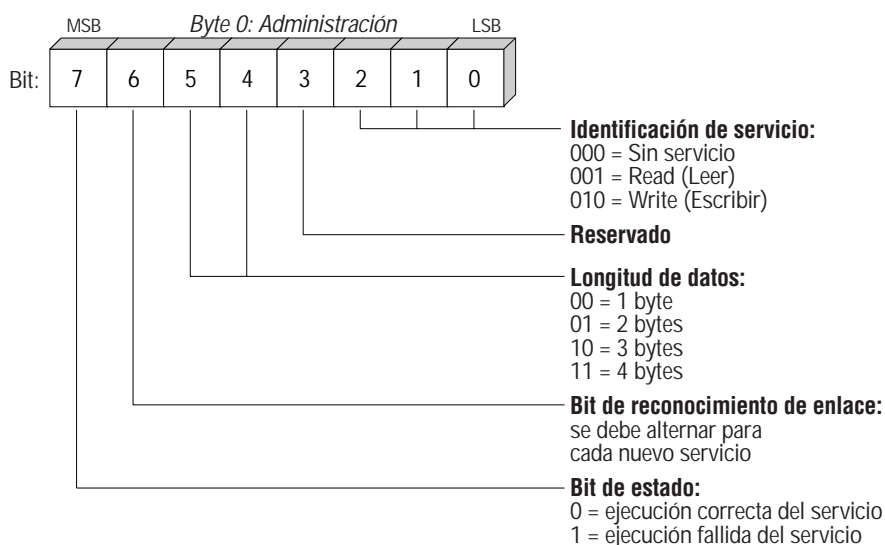 MSB Byte 0: Administración LSB
Bit: 7 6 5 4 3 2 1 0
Identificación de servicio:
000 = Sin servicio
001 = Read (Leer)
010 = Write (Escribir)
Reservado
Longitud de datos:
00 = 1 byte
01 = 2 bytes
10 = 3 bytes
11 = 4 bytes
Bit de reconocimiento de enlace:
se debe alternar para
cada nuevo servicio
Bit de estado:
0 = ejecución correcta del servicio
1 = ejecución fallida del servicio